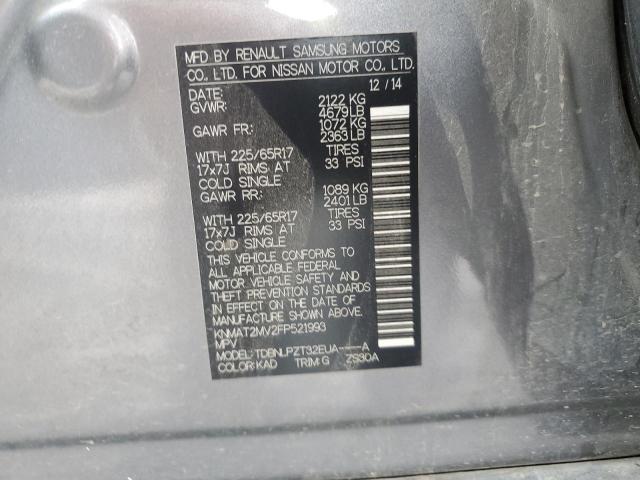 MFD BY RENAULT SAMSUNG MOTORS
CO., LTD. FOR NISSAN MOTOR CO., LTD.
DATE: 12/14
GVWR: 2122 KG
4679 LB
GAWR FR: 1072 KG
2363 LB
WITH 225/65R17 TIRES
17x7J RIMS AT 33 PSI
COLD SINGLE
GAWR RR: 1089 KG
2401 LB
WITH 225/65R17 TIRES
17x7J RIMS AT 33 PSI
COLD SINGLE
THIS VEHICLE CONFORMS TO
ALL APPLICABLE FEDERAL
MOTOR VEHICLE SAFETY AND
THEFT PREVENTION STANDARDS
IN EFFECT ON THE DATE OF
MANUFACTURE SHOWN ABOVE.
KNMAT2MV2FP521993
MPV
MODEL: TDBNLPZT32EUA----A
COLOR: KAD TRIM: G ZS30A